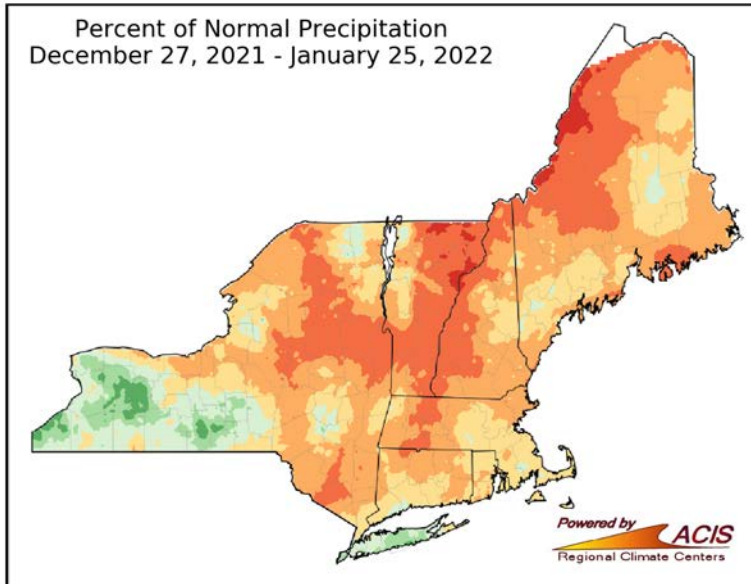 Percent of Normal Precipitation
December 27, 2021 - January 25, 2022
Powered by
ACIS
Regional Climate Centers